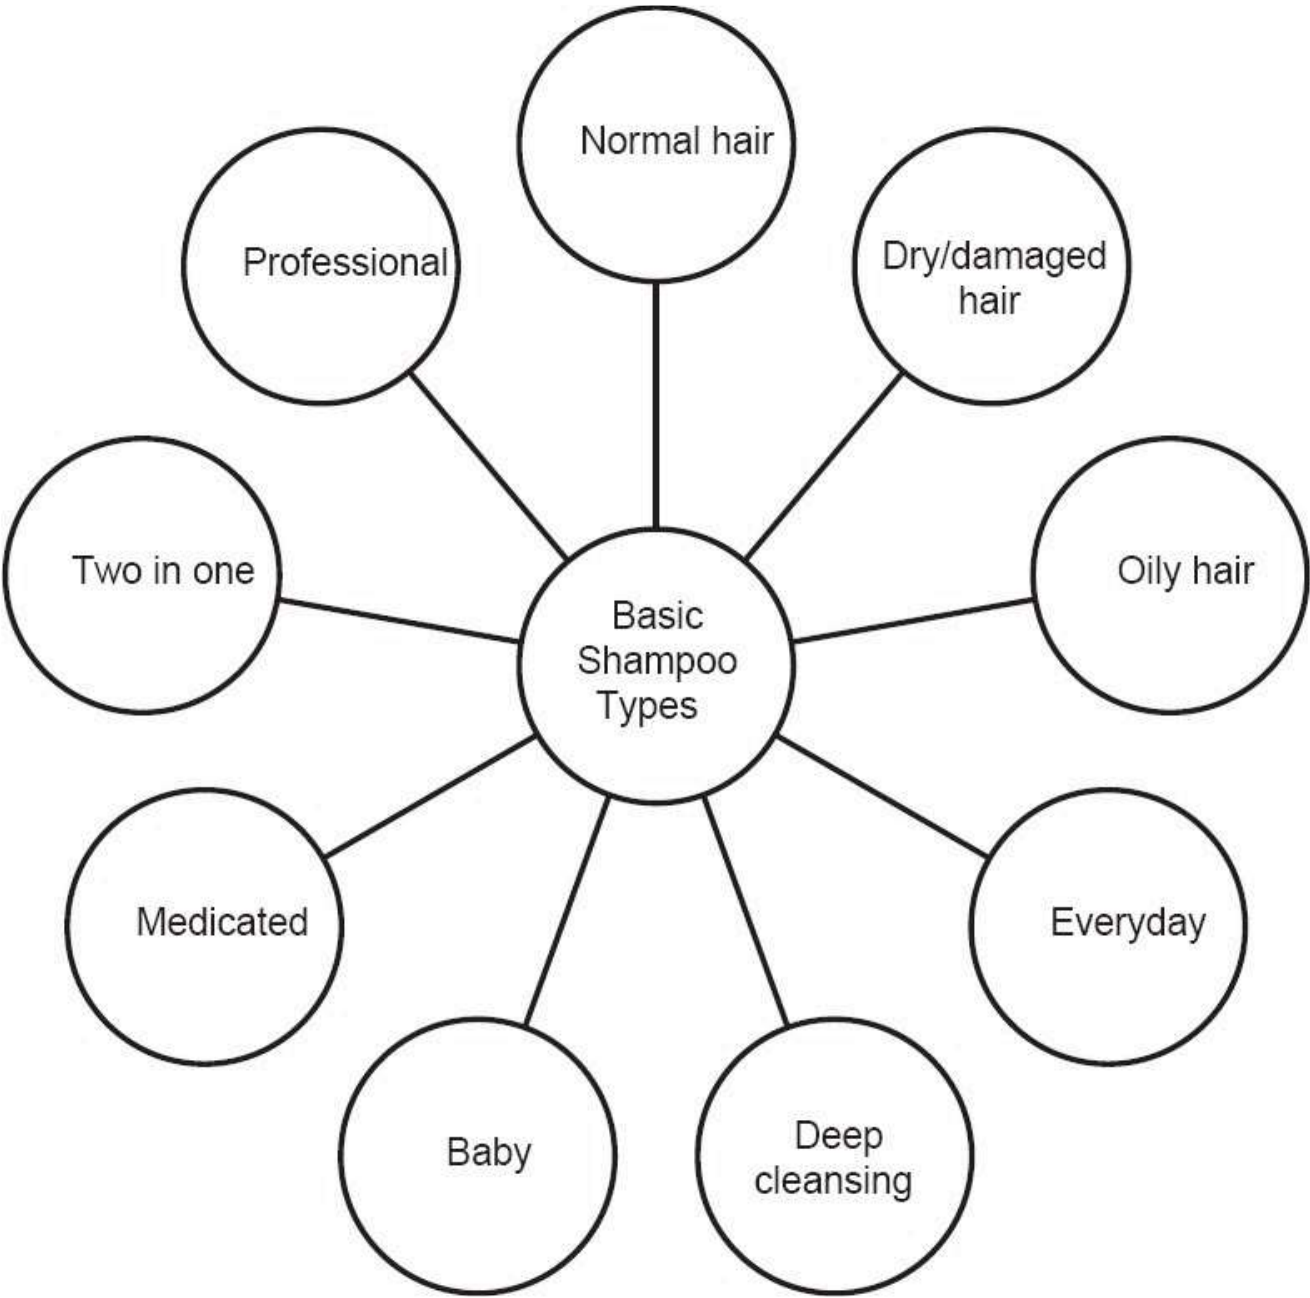 Normal hair
Professional
Dry/damaged
hair
Two in one
Oily hair
Basic
Shampoo
Types
Medicated
Everyday
Baby
Deep
cleansing